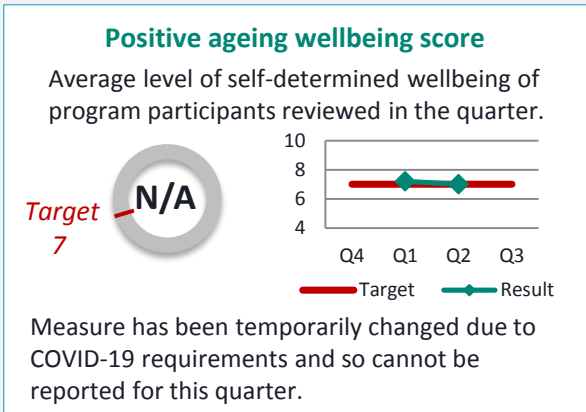 Positive ageing wellbeing score
Average level of self-determined wellbeing of
program participants reviewed in the quarter.
N/A
Target
7
10
8
6
4
Q4 Q1 Q2 Q3
Target Result
Measure has been temporarily changed due to
COVID-19 requirements and so cannot be
reported for this quarter.